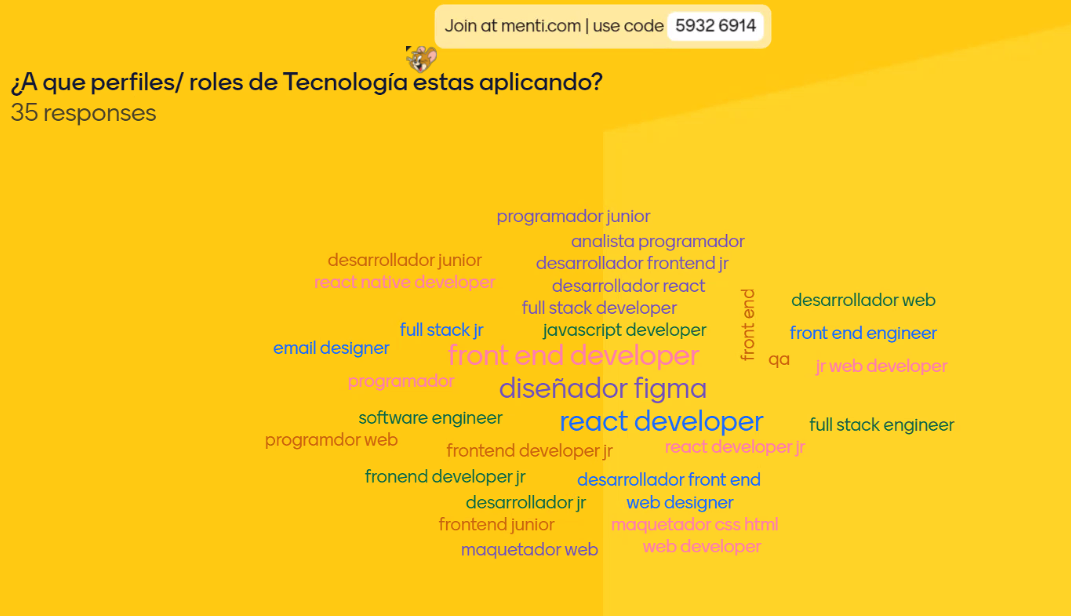 Join at menti.com | use code 5932 6914
¿A que perfiles/ roles de Tecnología estas aplicando?
35 responses
programador junior
analista programador
desarrollador junior
desarrollador frontend jr
react native developer
desarrollador react
front end
desarrollador web
full stack developer
full stack jr
javascript developer
front end engineer
email designer
front end developer
qa
jr web developer
programador
diseñador figma
software engineer
react developer
full stack engineer
programdor web
frontend developer jr
react developer jr
fronend developer jr
desarrollador front end
desarrollador jr
web designer
frontend junior
maquetador css html
maquetador web
web developer